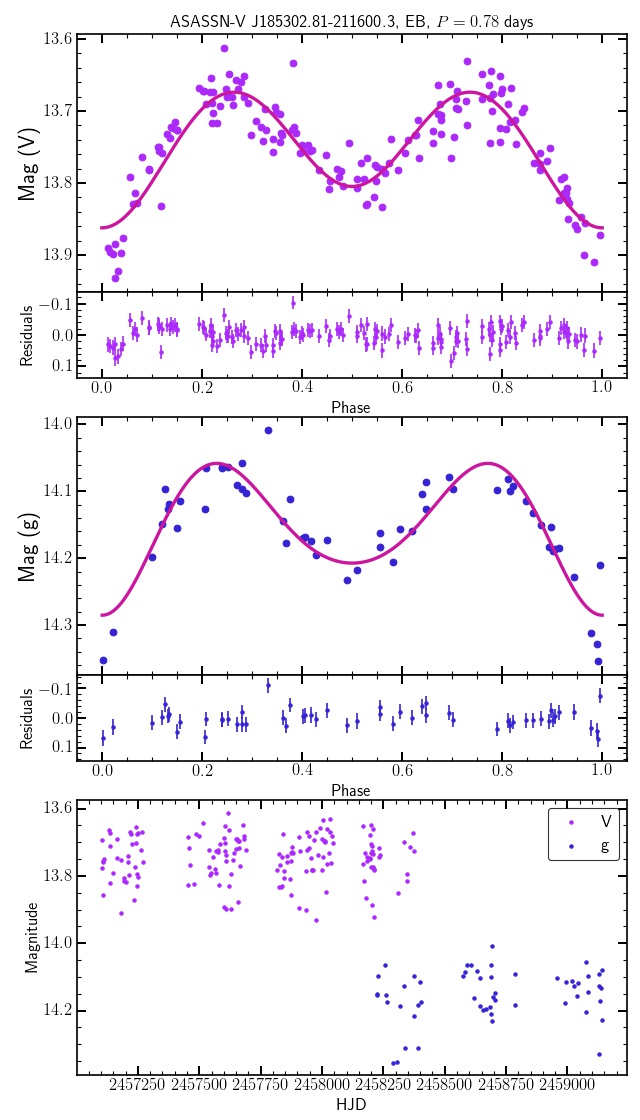 ASASSN-V J185302.81-211600.3, EB, P = 0.78 days
13.6
13.7
13.8
13.9
Mag (V)
−0.1
0.0
0.1
Residuals
0.0 0.2 0.4 0.6 0.8 1.0
Phase
14.0
14.1
14.2
14.3
Mag (g)
−0.1
0.0
0.1
Residuals
0.0 0.2 0.4 0.6 0.8 1.0
Phase
13.6
13.8
14.0
14.2
Magnitude
V
g
2457250 2457500 2457750 2458000 2458250 2458500 2458750 2459000
HJD